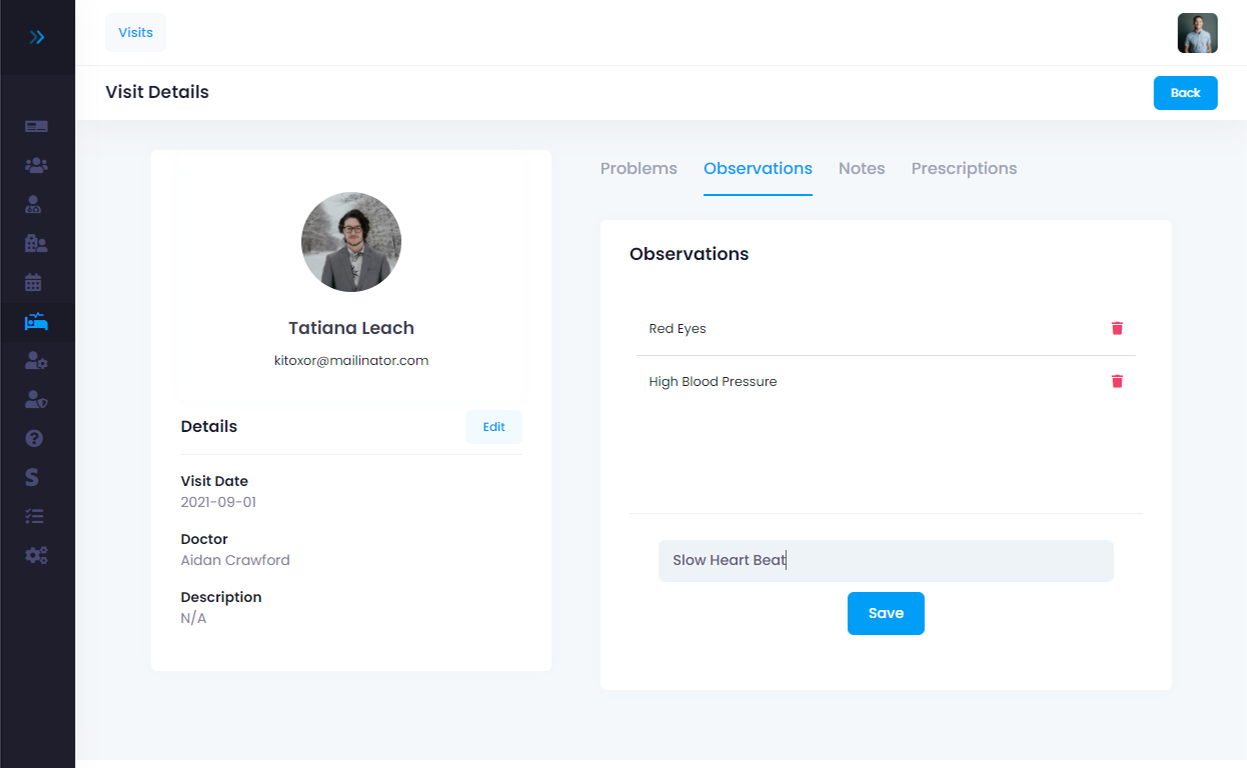 Visits
Visit Details
Back
Tatiana Leach
kitoxor@mailinator.com
Details
Edit
Visit Date
2021-09-01
Doctor
Aidan Crawford
Description
N/A
Problems
Observations
Notes
Prescriptions
Observations
Red Eyes
High Blood Pressure
Slow Heart Beat
Save